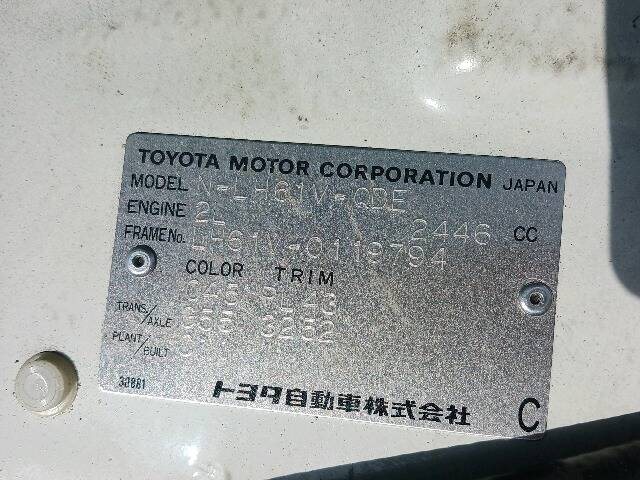 TOYOTA MOTOR CORPORATION JAPAN
MODEL N-LH61V-QDE
ENGINE 2L 2446 CC
FRAME No. LH61V-0119794
COLOR TRIM
TRANS/AXLE
PLANT/BUILT
30881
トヨタ自動車株式会社
C